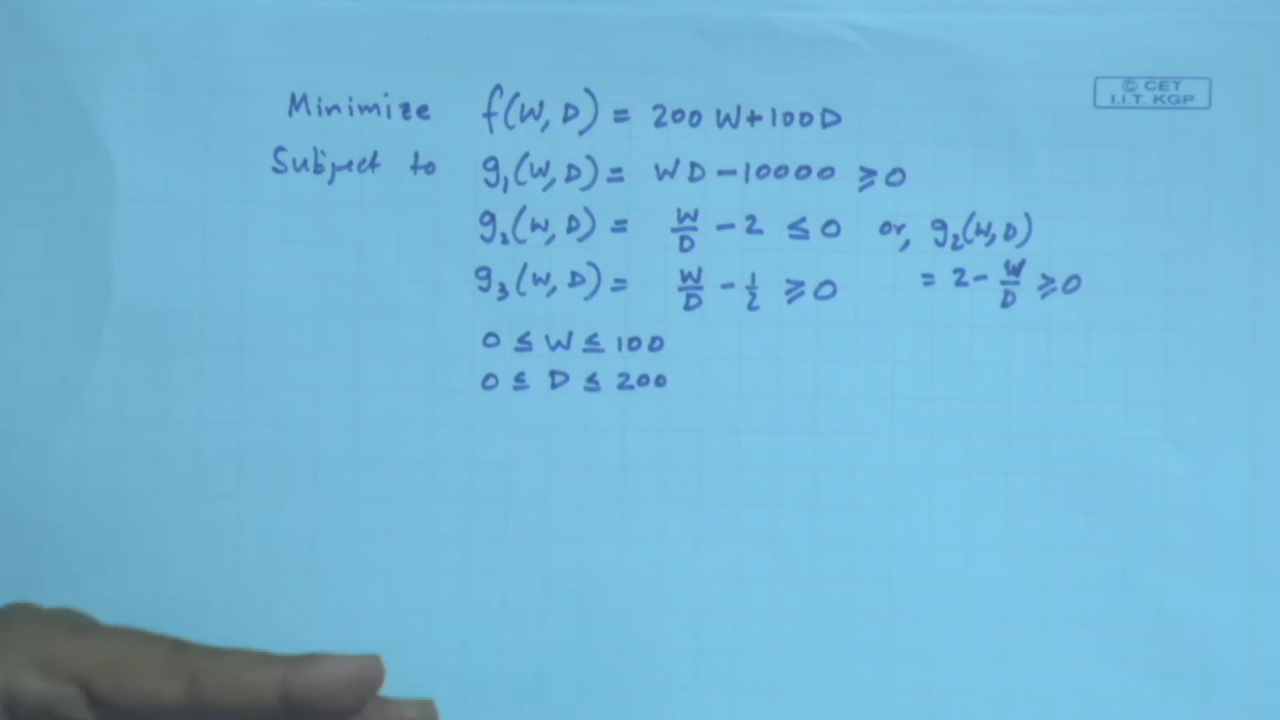 Minimize f(W, D) = 200 W + 100 D
© CET
I.I.T. KGP
Subject to g₁(W, D) = WD - 10000 ≥ 0
g₂(W, D) = W/D - 2 ≤ 0 or, g₂(W, D)
= 2 - W/D ≥ 0
g₃(W, D) = W/D - 1/2 ≥ 0
0 ≤ W ≤ 100
0 ≤ D ≤ 200